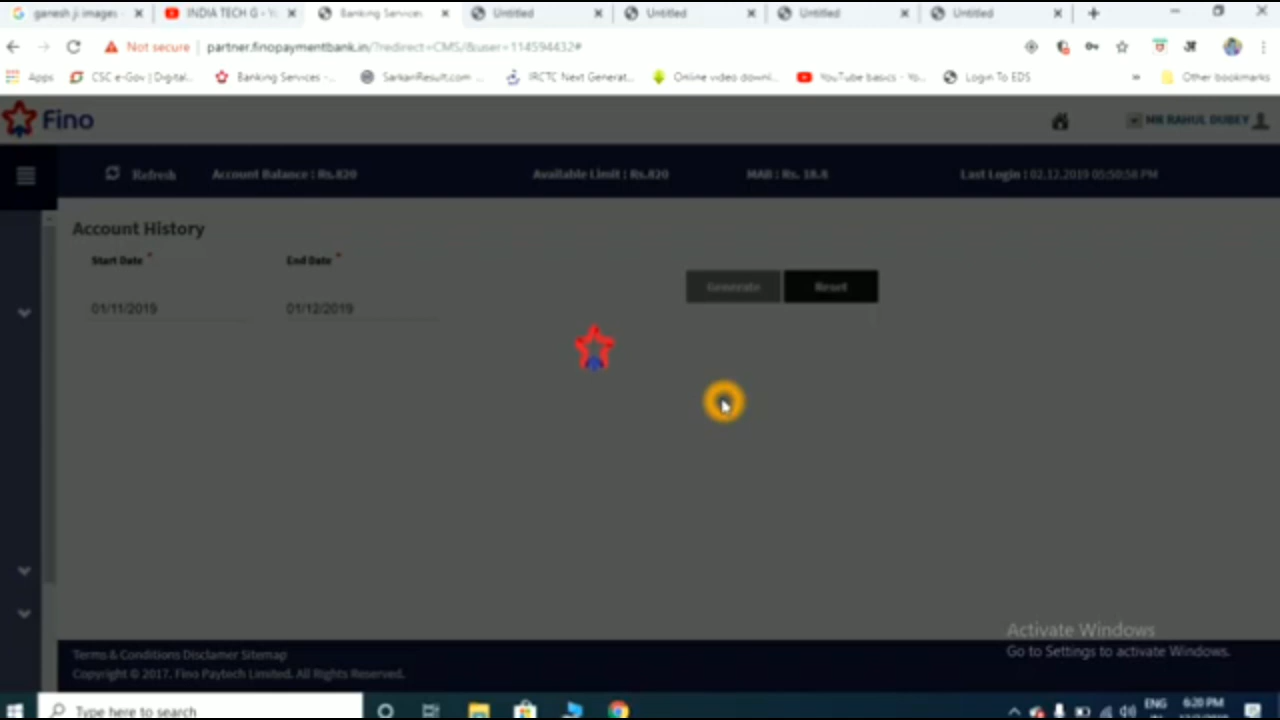 ganesh ji images
INDIA TECH G
Banking Services
Untitled
Untitled
Untitled
Untitled
Not secure
partner.finopaymentbank.in/?redirect=CMS/&user=114594432#
Apps
CSC e-Gov | Digital...
Banking Services -...
SarkariResult.com ...
IRCTC Next Generat...
Online video downl...
YouTube basics - Yo...
Login To EDS
»
Other bookmarks
Fino
MR RAHUL DUBEY
Refresh
Account Balance : Rs.820
Available Limit : Rs.820
MAB : Rs. 18.8
Last Login : 02.12.2019 05:50:58 PM
Account History
Start Date *
End Date *
Generate
Reset
01/11/2019
01/12/2019
Activate Windows
Go to Settings to activate Windows.
Terms & Conditions Disclamer Sitemap
Copyright © 2017. Fino Paytech Limited. All Rights Reserved.
Type here to search
ENG
6:20 PM